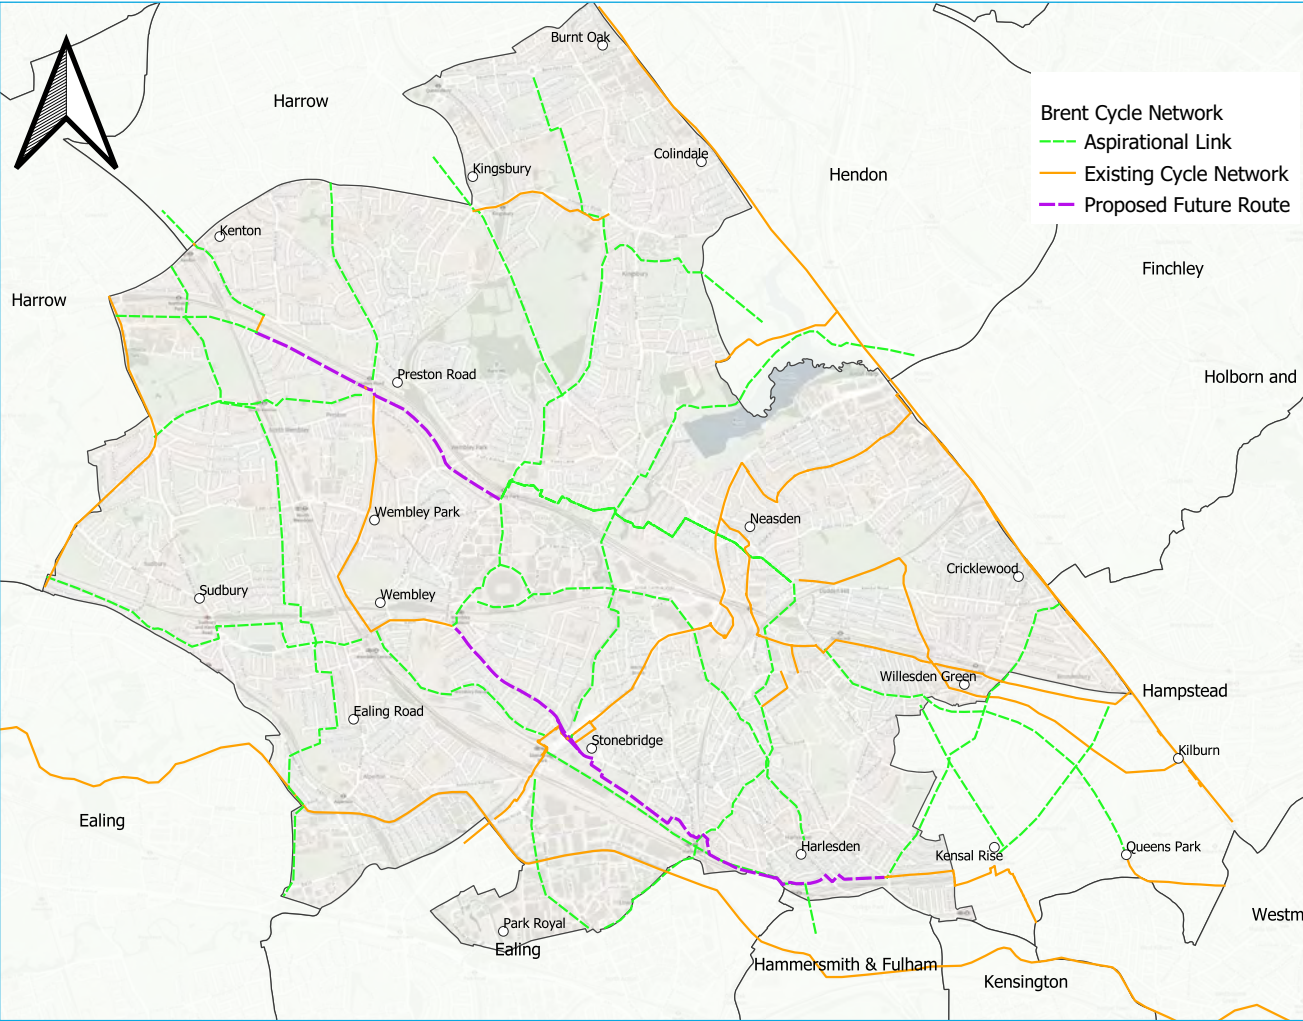 Burnt Oak
Harrow
Brent Cycle Network
Aspirational Link
Existing Cycle Network
Proposed Future Route
Colindale
Kingsbury
Hendon
Kenton
Finchley
Harrow
Kingsbury
Preston Road
Holborn and
Wembley Park
Neasden
Cricklewood
Sudbury
Wembley
Willesden Green
Hampstead
Ealing Road
Stonebridge
Kilburn
Ealing
Harlesden
Kensal Rise
Queens Park
Park Royal
Ealing
Westm
Hammersmith & Fulham
Kensington